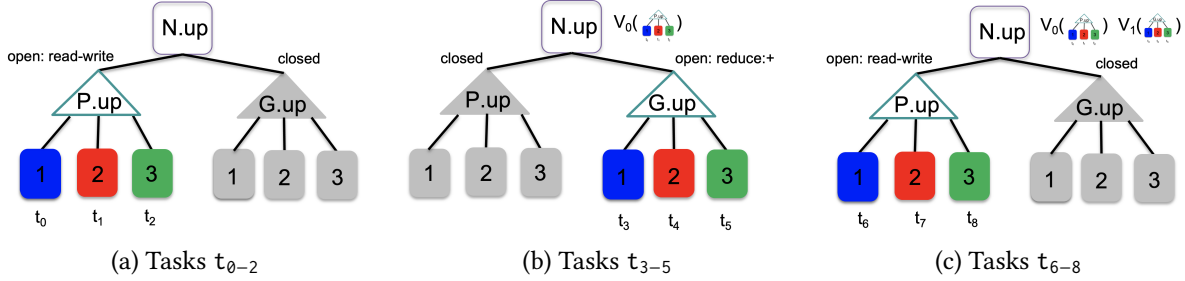 N.up
open: read-write
closed
P.up
G.up
1 2 3
1 2 3
t0 t1 t2
(a) Tasks t0−2
N.up
V0( )
closed
open: reduce:+
P.up
G.up
1 2 3
1 2 3
t3 t4 t5
(b) Tasks t3−5
N.up
V0( ) V1( )
open: read-write
closed
P.up
G.up
1 2 3
1 2 3
t6 t7 t8
(c) Tasks t6−8